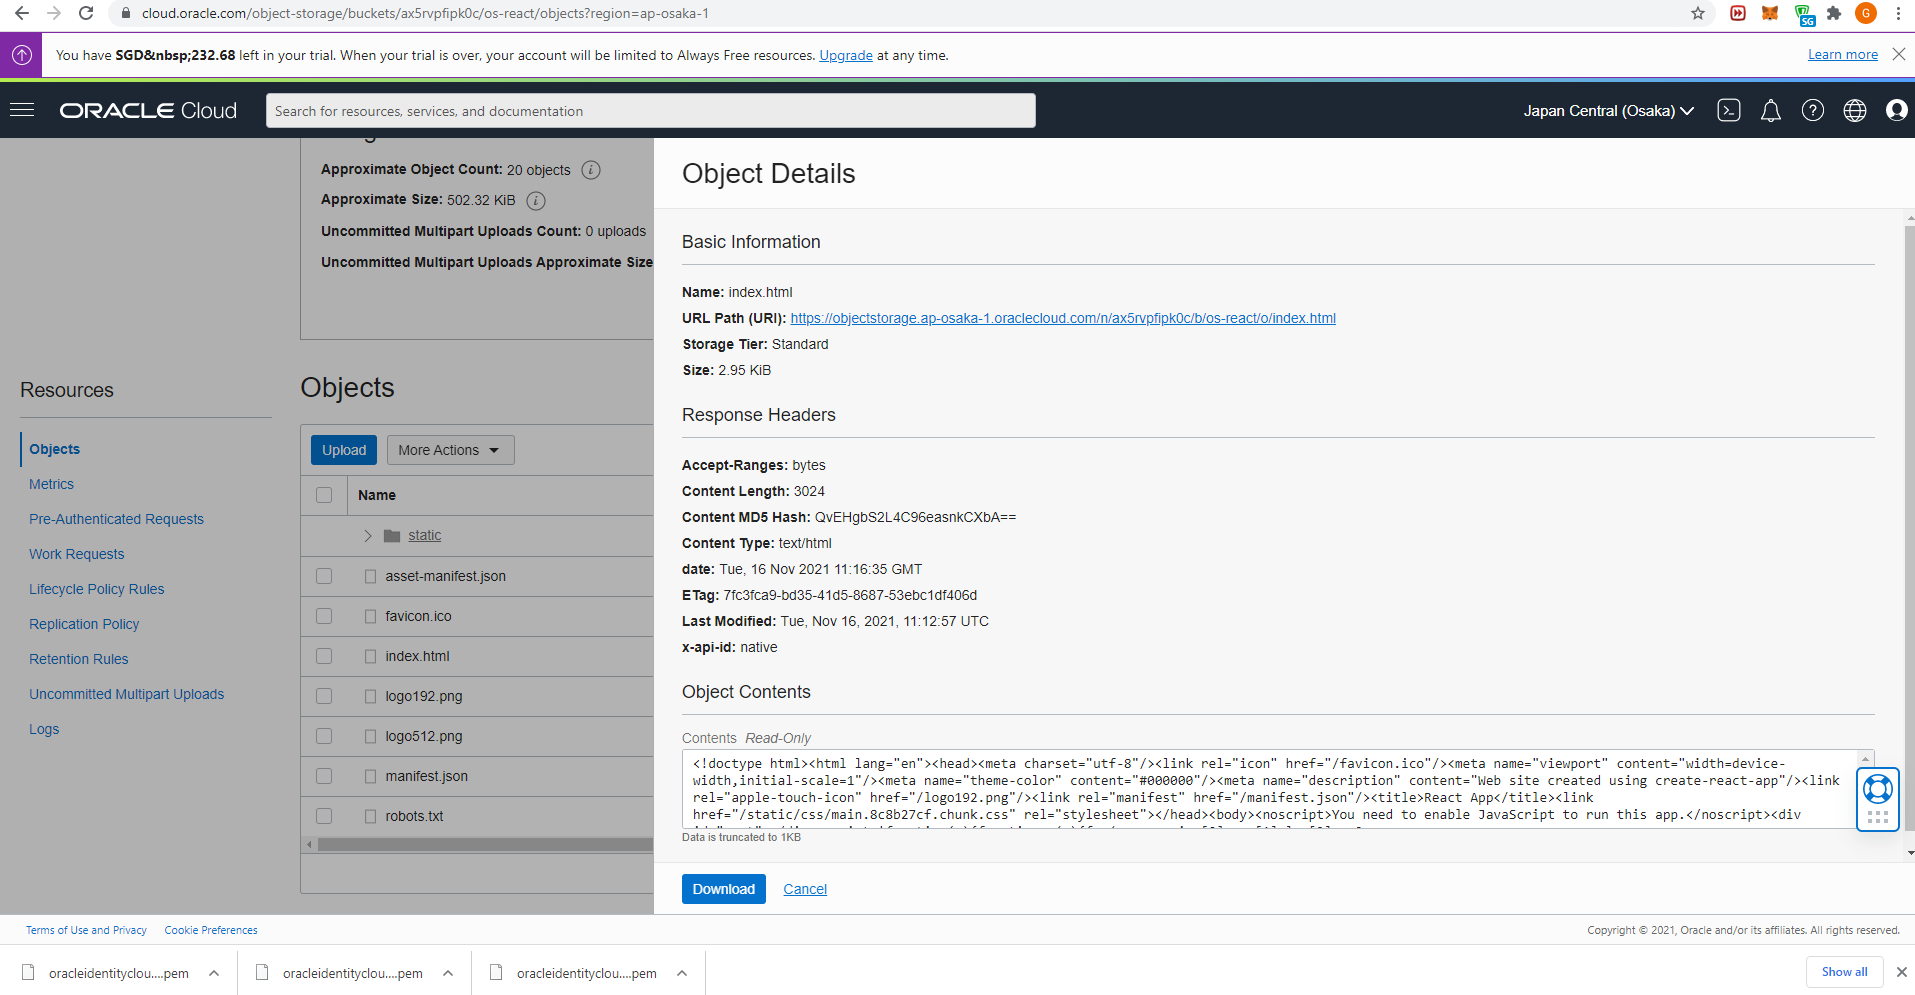 cloud.oracle.com/object-storage/buckets/ax5rvpfipk0c/os-react/objects?region=ap-osaka-1
SG
G
You have SGD&nbsp;232.68 left in your trial. When your trial is over, your account will be limited to Always Free resources. Upgrade at any time.
Learn more
ORACLE Cloud
Search for resources, services, and documentation
Japan Central (Osaka)
Approximate Object Count: 20 objects
Approximate Size: 502.32 KiB
Uncommitted Multipart Uploads Count: 0 uploads
Uncommitted Multipart Uploads Approximate Size
Resources
Objects
Metrics
Pre-Authenticated Requests
Work Requests
Lifecycle Policy Rules
Replication Policy
Retention Rules
Uncommitted Multipart Uploads
Logs
Objects
Upload
More Actions
Name
static
asset-manifest.json
favicon.ico
index.html
logo192.png
logo512.png
manifest.json
robots.txt
Object Details
Basic Information
Name: index.html
URL Path (URI): https://objectstorage.ap-osaka-1.oraclecloud.com/n/ax5rvpfipk0c/b/os-react/o/index.html
Storage Tier: Standard
Size: 2.95 KiB
Response Headers
Accept-Ranges: bytes
Content Length: 3024
Content MD5 Hash: QvEHgbS2L4C96easnkCXbA==
Content Type: text/html
date: Tue, 16 Nov 2021 11:16:35 GMT
ETag: 7fc3fca9-bd35-41d5-8687-53ebc1df406d
Last Modified: Tue, Nov 16, 2021, 11:12:57 UTC
x-api-id: native
Object Contents
Contents Read-Only
<!doctype html><html lang="en"><head><meta charset="utf-8"/><link rel="icon" href="/favicon.ico"/><meta name="viewport" content="width=device-
width,initial-scale=1"/><meta name="theme-color" content="#000000"/><meta name="description" content="Web site created using create-react-app"/><link
rel="apple-touch-icon" href="/logo192.png"/><link rel="manifest" href="/manifest.json"/><title>React App</title><link
href="/static/css/main.8c8b27cf.chunk.css" rel="stylesheet"></head><body><noscript>You need to enable JavaScript to run this app.</noscript><div
Data is truncated to 1KB
Download
Cancel
Terms of Use and Privacy
Cookie Preferences
Copyright © 2021, Oracle and/or its affiliates. All rights reserved.
oracleidentityclou....pem
oracleidentityclou....pem
oracleidentityclou....pem
Show all